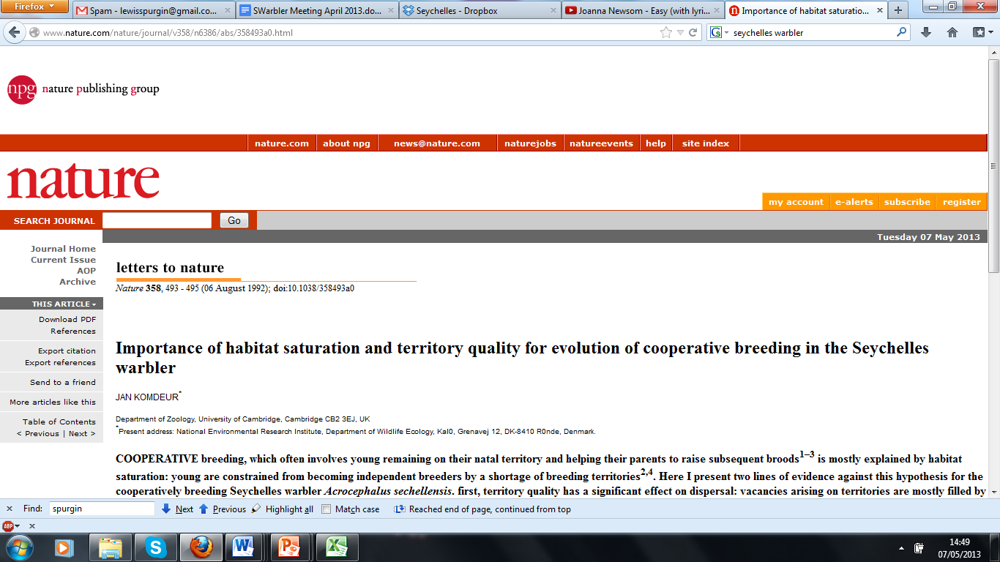 Firefox
Spam - lewisspurgin@gmail.co...
SWarbler Meeting April 2013.do...
Seychelles - Dropbox
Joanna Newsom - Easy (with lyri...
Importance of habitat saturatio...
www.nature.com/nature/journal/v358/n6386/abs/358493a0.html
seychelles warbler
npg nature publishing group
nature.com
about npg
news@nature.com
naturejobs
natureevents
help
site index
nature
my account
e-alerts
subscribe
register
SEARCH JOURNAL
Go
Tuesday 07 May 2013
Journal Home
Current Issue
AOP
Archive
THIS ARTICLE
Download PDF
References
Export citation
Export references
Send to a friend
More articles like this
Table of Contents
< Previous | Next >
letters to nature
Nature 358, 493 - 495 (06 August 1992); doi:10.1038/358493a0
Importance of habitat saturation and territory quality for evolution of cooperative breeding in the Seychelles
warbler
JAN KOMDEUR*
Department of Zoology, University of Cambridge, Cambridge CB2 3EJ, UK
*Present address: National Environmental Research Institute, Department of Wildlife Ecology, Kal0, Grenavej 12, DK-8410 R0nde, Denmark.
COOPERATIVE breeding, which often involves young remaining on their natal territory and helping their parents to raise subsequent broods1–3 is mostly explained by habitat
saturation: young are constrained from becoming independent breeders by a shortage of breeding territories2,4. Here I present two lines of evidence against this hypothesis for the
cooperatively breeding Seychelles warbler Acrocephalus sechellensis. first, territory quality has a significant effect on dispersal: vacancies arising on territories are mostly filled by
Find: spurgin Next Previous Highlight all Match case Reached end of page, continued from top
ABP
14:49
07/05/2013